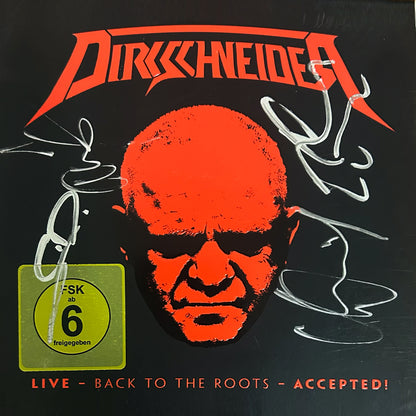 DIRKSCHNEIDER
FSK
ab
6
freigegeben
LIVE – BACK TO THE ROOTS – ACCEPTED!